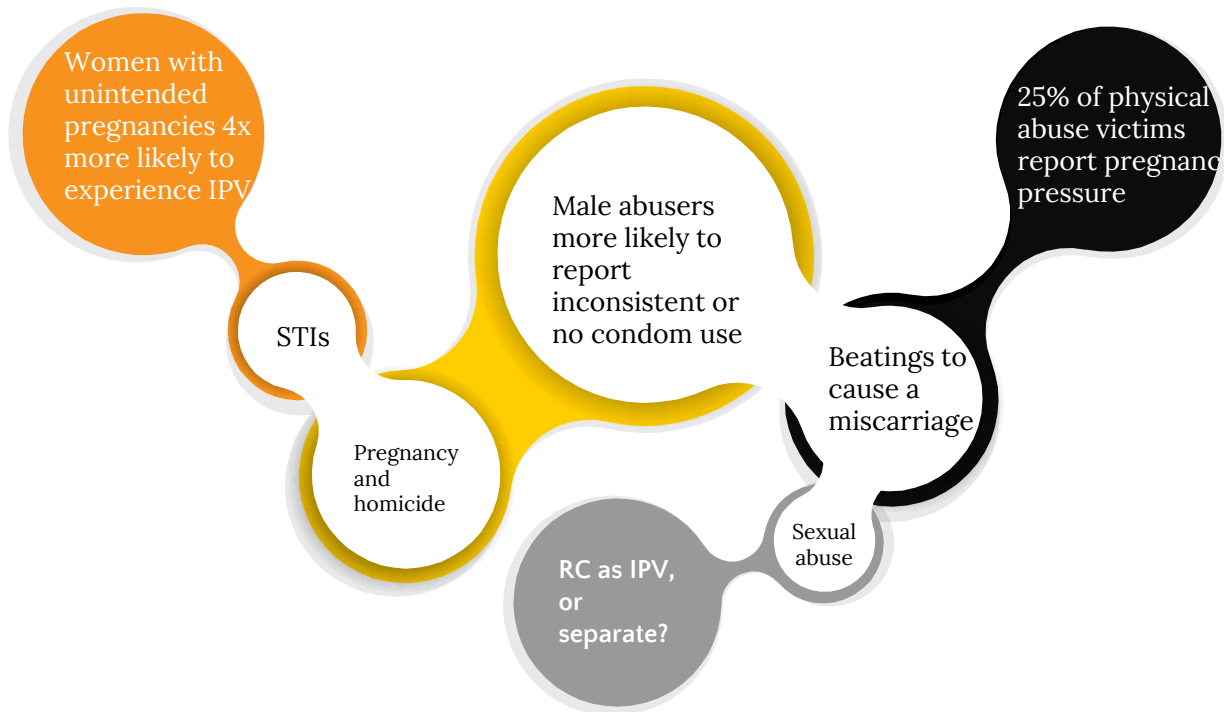 Women with
unintended
pregnancies 4x
more likely to
experience IPV
STIs
Pregnancy
and
homicide
Male abusers
more likely to
report
inconsistent or
no condom use
Beatings to
cause a
miscarriage
25% of physical
abuse victims
report pregnanc
pressure
Sexual
abuse
RC as IPV,
or
separate?